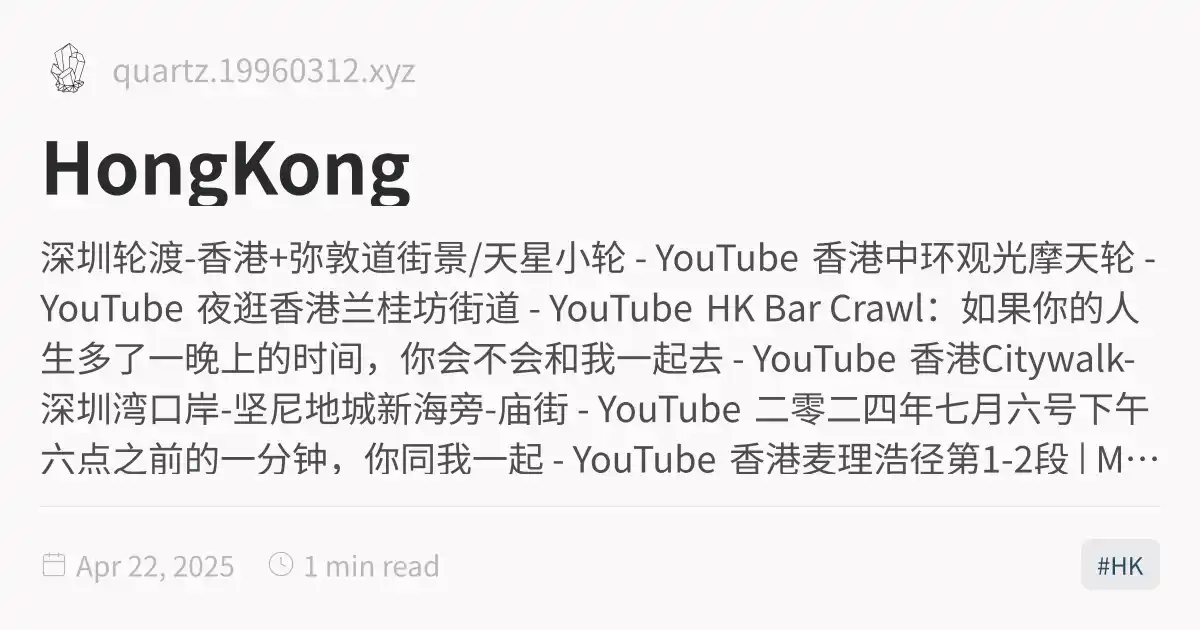 quartz.19960312.xyz
HongKong
深圳轮渡-香港+弥敦道街景/天星小轮 - YouTube 香港中环观光摩天轮 -
YouTube 夜逛香港兰桂坊街道 - YouTube HK Bar Crawl：如果你的人
生多了一晚上的时间，你会不会和我一起去 - YouTube 香港Citywalk-
深圳湾口岸-坚尼地城新海旁-庙街 - YouTube 二零二四年七月六号下午
六点之前的一分钟，你同我一起 - YouTube 香港麦理浩径第1-2段 | M…
Apr 22, 2025 1 min read
#HK